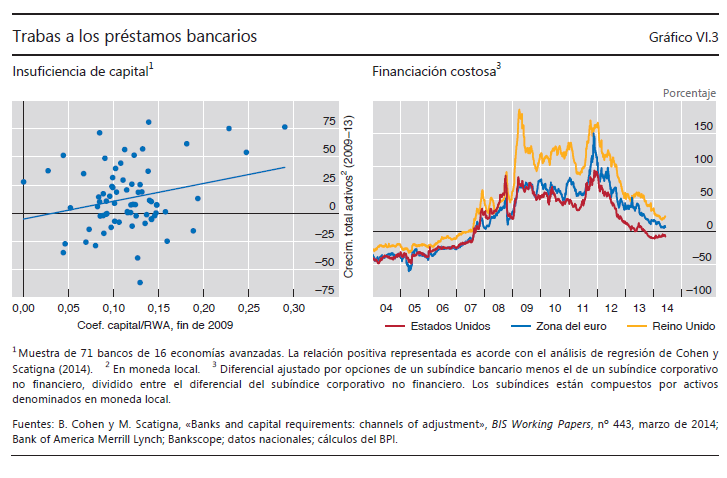 Trabas a los préstamos bancarios
Gráfico VI.3
Insuficiencia de capital1
Financiación costosa3
Porcentaje
75
50
25
0
–25
–50
–75
Crecim. total activos2 (2009–13)
0,00 0,05 0,10 0,15 0,20 0,25 0,30
Coef. capital/RWA, fin de 2009
150
100
50
0
–50
–100
04 05 06 07 08 09 10 11 12 13 14
Estados Unidos Zona del euro Reino Unido
1 Muestra de 71 bancos de 16 economías avanzadas. La relación positiva representada es acorde con el análisis de regresión de Cohen y
Scatigna (2014). 2 En moneda local. 3 Diferencial ajustado por opciones de un subíndice bancario menos el de un subíndice corporativo
no financiero, dividido entre el diferencial del subíndice corporativo no financiero. Los subíndices están compuestos por activos
denominados en moneda local.
Fuentes: B. Cohen y M. Scatigna, «Banks and capital requirements: channels of adjustment», BIS Working Papers, nº 443, marzo de 2014;
Bank of America Merrill Lynch; Bankscope; datos nacionales; cálculos del BPI.